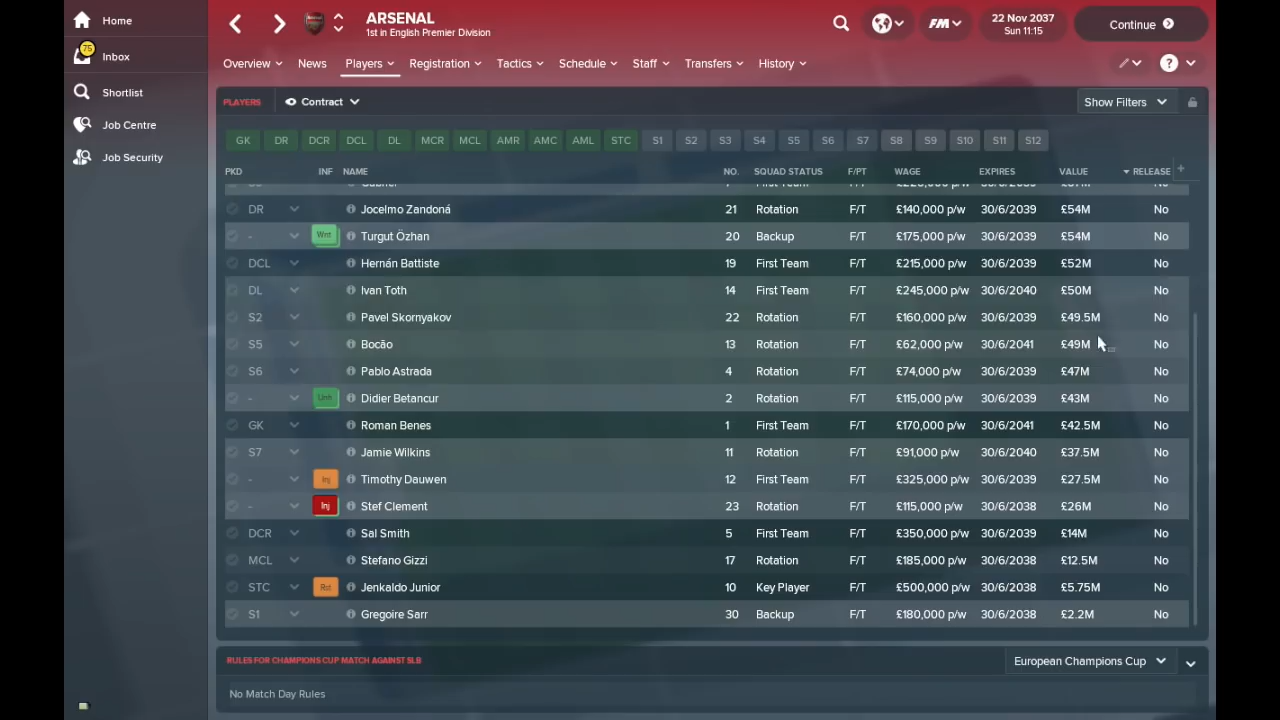 Home
75
Inbox
Shortlist
Job Centre
Job Security
ARSENAL
1st in English Premier Division
FM
22 Nov 2037
Sun 11:15
Continue
Overview News Players Registration Tactics Schedule Staff Transfers History
?
PLAYERS Contract Show Filters
GK DR DCR DCL DL MCR MCL AMR AMC AML STC S1 S2 S3 S4 S5 S6 S7 S8 S9 S10 S11 S12
PKD INF NAME NO. SQUAD STATUS F/PT WAGE EXPIRES VALUE RELEASE +
DR Jocelmo Zandoná 21 Rotation F/T £140,000 p/w 30/6/2039 £54M No
- Wnt Turgut Özhan 20 Backup F/T £175,000 p/w 30/6/2039 £54M No
DCL Hernán Battiste 19 First Team F/T £215,000 p/w 30/6/2039 £52M No
DL Ivan Toth 14 First Team F/T £245,000 p/w 30/6/2040 £50M No
S2 Pavel Skornyakov 22 Rotation F/T £160,000 p/w 30/6/2039 £49.5M No
S5 Bocão 13 Rotation F/T £62,000 p/w 30/6/2041 £49M No
S6 Pablo Astrada 4 Rotation F/T £74,000 p/w 30/6/2039 £47M No
- Unh Didier Betancur 2 Rotation F/T £115,000 p/w 30/6/2039 £43M No
GK Roman Benes 1 First Team F/T £170,000 p/w 30/6/2041 £42.5M No
S7 Jamie Wilkins 11 Rotation F/T £91,000 p/w 30/6/2040 £37.5M No
- Inj Timothy Dauwen 12 First Team F/T £325,000 p/w 30/6/2039 £27.5M No
- Inj Stef Clement 23 Rotation F/T £115,000 p/w 30/6/2038 £26M No
DCR Sal Smith 5 First Team F/T £350,000 p/w 30/6/2039 £14M No
MCL Stefano Gizzi 17 Rotation F/T £185,000 p/w 30/6/2038 £12.5M No
STC Rst Jenkaldo Junior 10 Key Player F/T £500,000 p/w 30/6/2038 £5.75M No
S1 Gregoire Sarr 30 Backup F/T £180,000 p/w 30/6/2038 £2.2M No
RULES FOR CHAMPIONS CUP MATCH AGAINST SLB European Champions Cup
No Match Day Rules